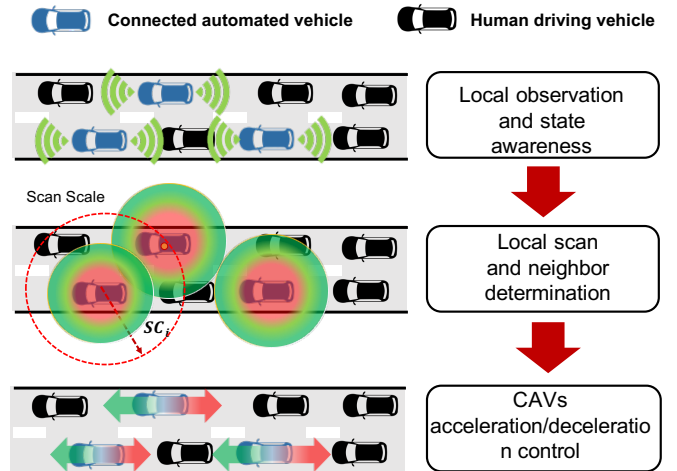 Connected automated vehicle
Human driving vehicle
Local observation
and state
awareness
Scan Scale
Local scan
and neighbor
determination
SCᵢ
CAVs
acceleration/deceleratio
n control